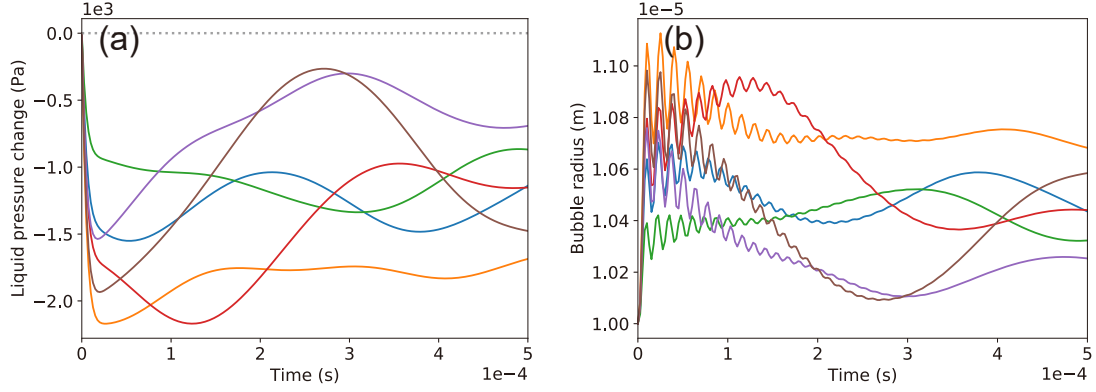 1e3
(a)
0.0
−0.5
−1.0
−1.5
−2.0
Liquid pressure change (Pa)
0 1 2 3 4 5
Time (s)
1e−4
1e−5
(b)
1.10
1.08
1.06
1.04
1.02
1.00
Bubble radius (m)
0 1 2 3 4 5
Time (s)
1e−4